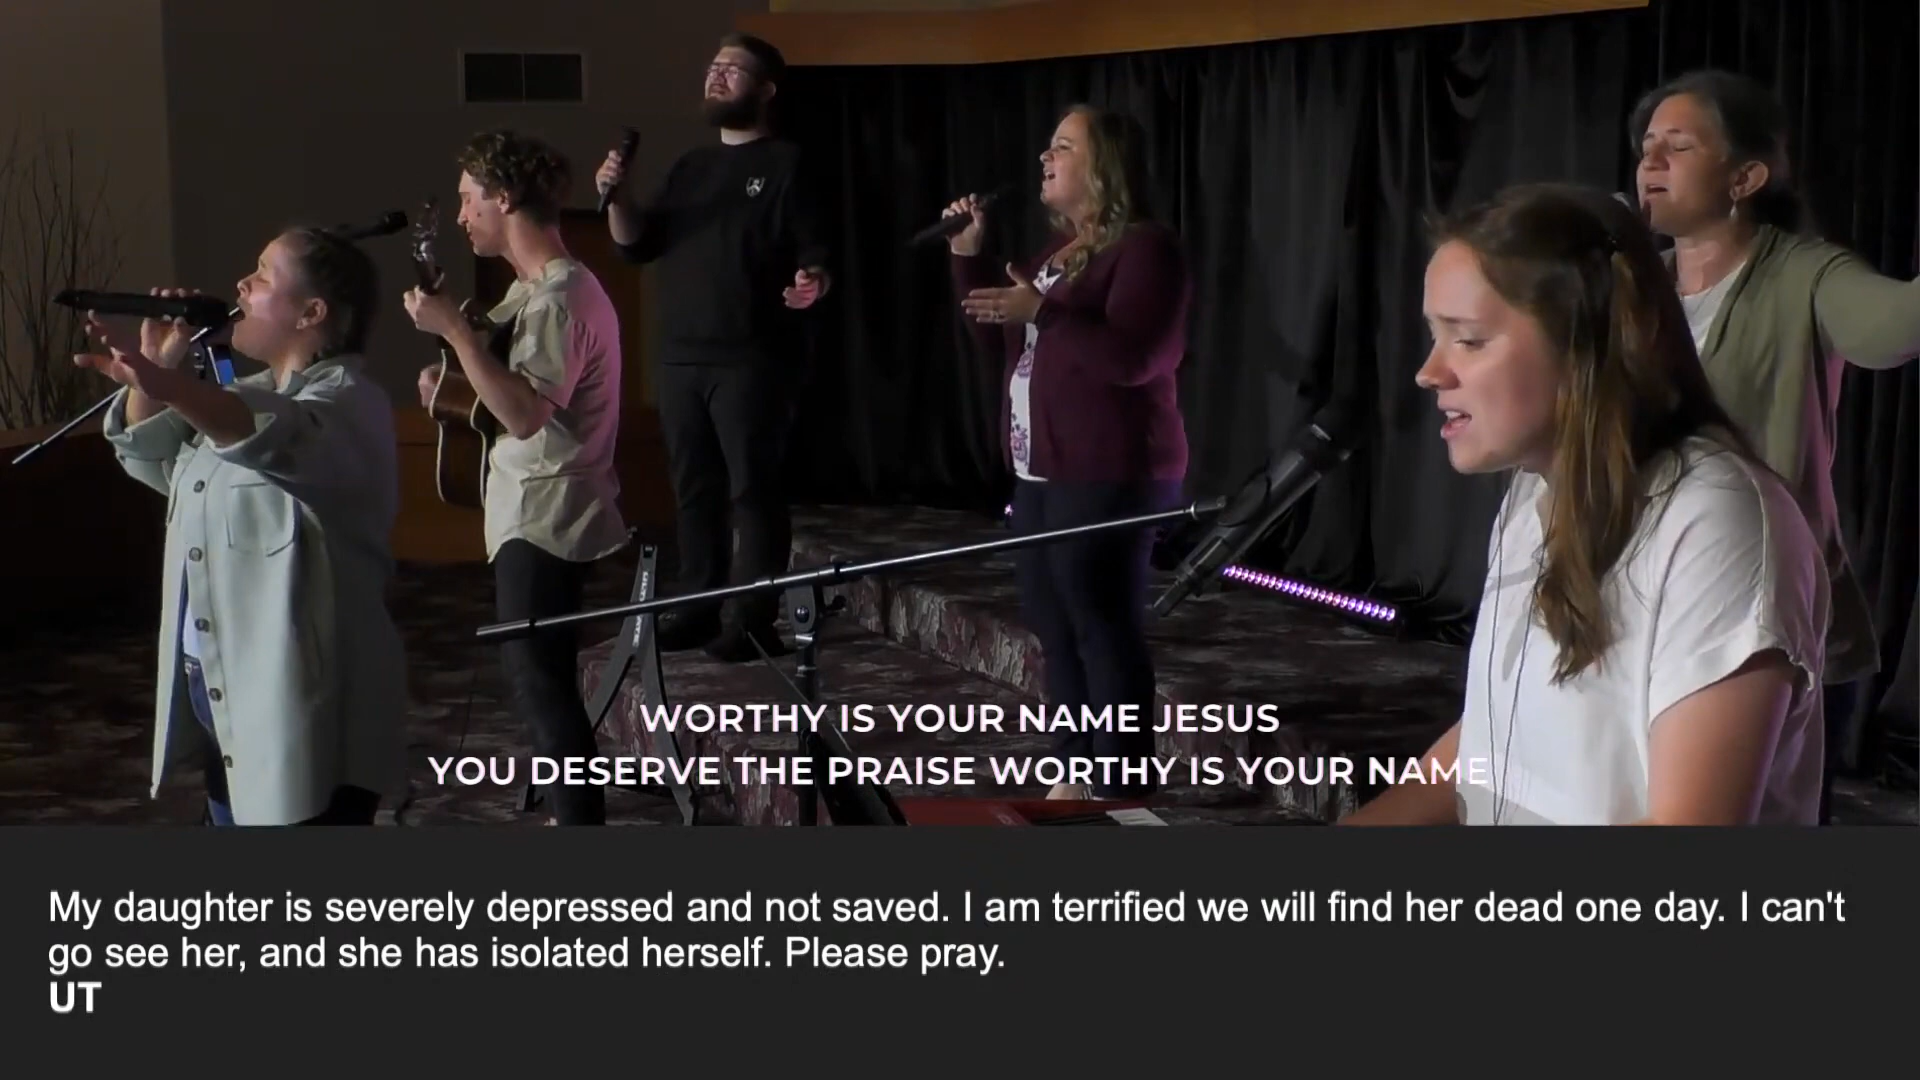 WORTHY IS YOUR NAME JESUS
YOU DESERVE THE PRAISE WORTHY IS YOUR NAME
My daughter is severely depressed and not saved. I am terrified we will find her dead one day. I can't
go see her, and she has isolated herself. Please pray.
UT